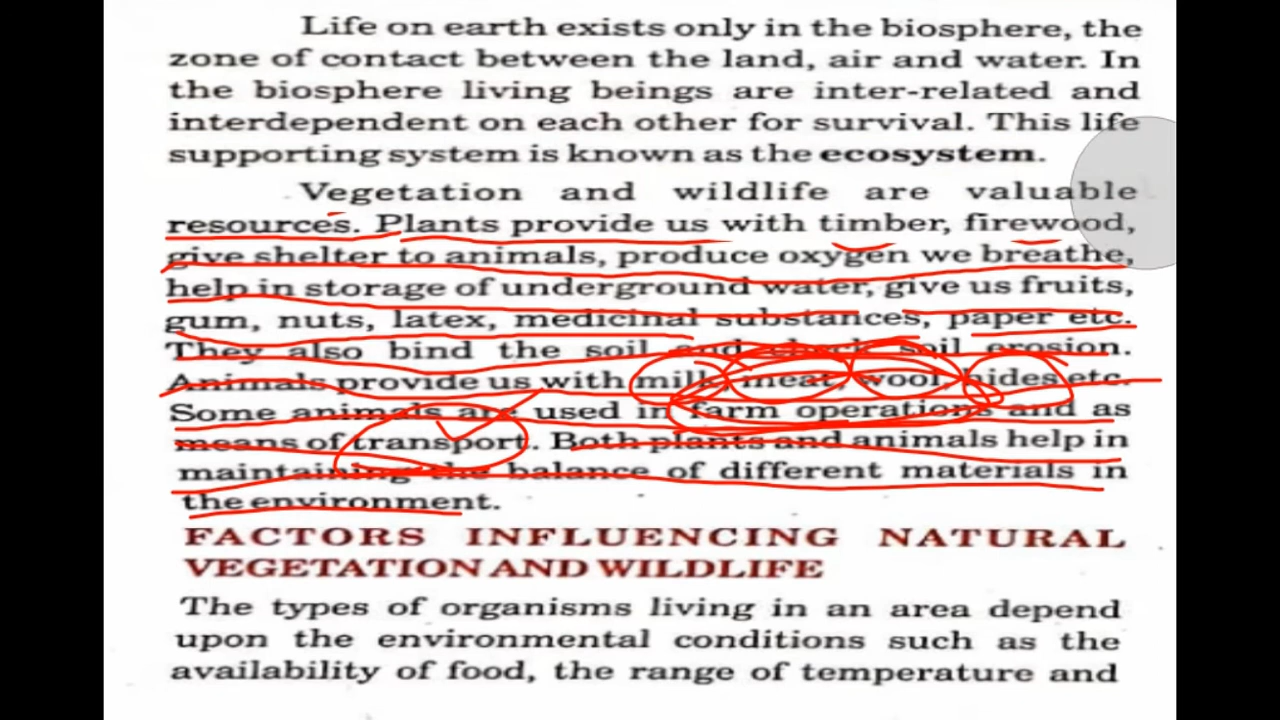 Life on earth exists only in the biosphere, the
zone of contact between the land, air and water. In
the biosphere living beings are inter-related and
interdependent on each other for survival. This life
supporting system is known as the ecosystem.
Vegetation and wildlife are valuable
resources. Plants provide us with timber, firewood,
give shelter to animals, produce oxygen we breathe,
help in storage of underground water, give us fruits,
gum, nuts, latex, medicinal substances, paper etc.
They also bind the soil and check soil erosion.
Animals provide us with milk, meat, wool, hides etc.
Some animals are used in farm operations and as
means of transport. Both plants and animals help in
maintaining the balance of different materials in
the environment.
FACTORS INFLUENCING NATURAL
VEGETATION AND WILDLIFE
The types of organisms living in an area depend
upon the environmental conditions such as the
availability of food, the range of temperature and